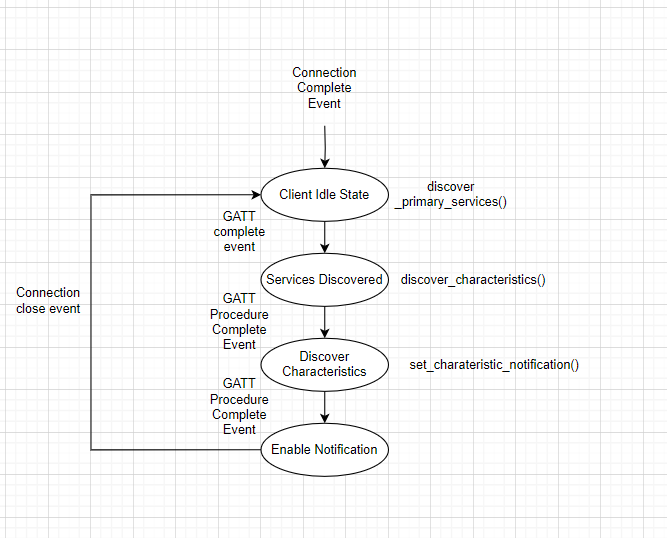 Connection
Complete
Event
Client Idle State
discover
_primary_services()
GATT
complete
event
Services Discovered
discover_characteristics()
Connection
close event
GATT
Procedure
Complete
Event
Discover
Characteristics
set_charateristic_notification()
GATT
Procedure
Complete
Event
Enable Notification